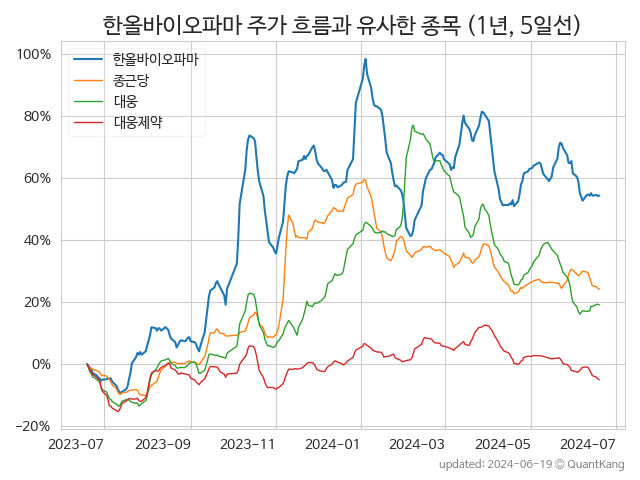 한올바이오파마 주가 흐름과 유사한 종목 (1년, 5일선)
한올바이오파마
종근당
대웅
대웅제약
100%
80%
60%
40%
20%
0%
−20%
2023-07 2023-09 2023-11 2024-01 2024-03 2024-05 2024-07
updated: 2024-06-19 © QuantKang